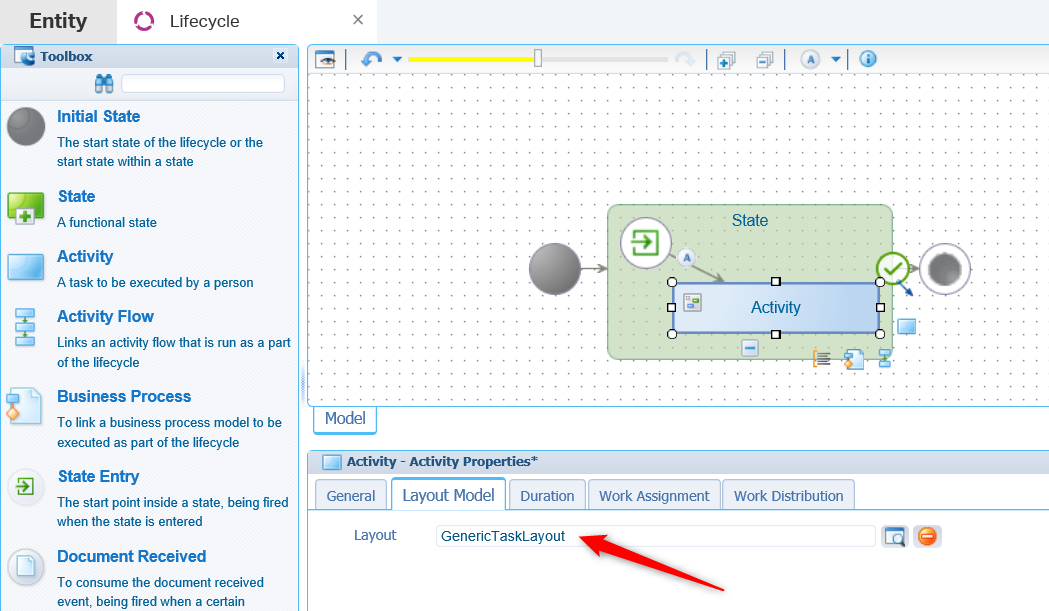 Entity
Lifecycle
Toolbox
Initial State
The start state of the lifecycle or the
start state within a state
State
A functional state
Activity
A task to be executed by a person
Activity Flow
Links an activity flow that is run as a part
of the lifecycle
Business Process
To link a business process model to be
executed as part of the lifecycle
State Entry
The start point inside a state, being fired
when the state is entered
Document Received
To consume the document received
event, being fired when a certain
A
State
A
Activity
Model
Activity - Activity Properties*
General
Layout Model
Duration
Work Assignment
Work Distribution
Layout
GenericTaskLayout